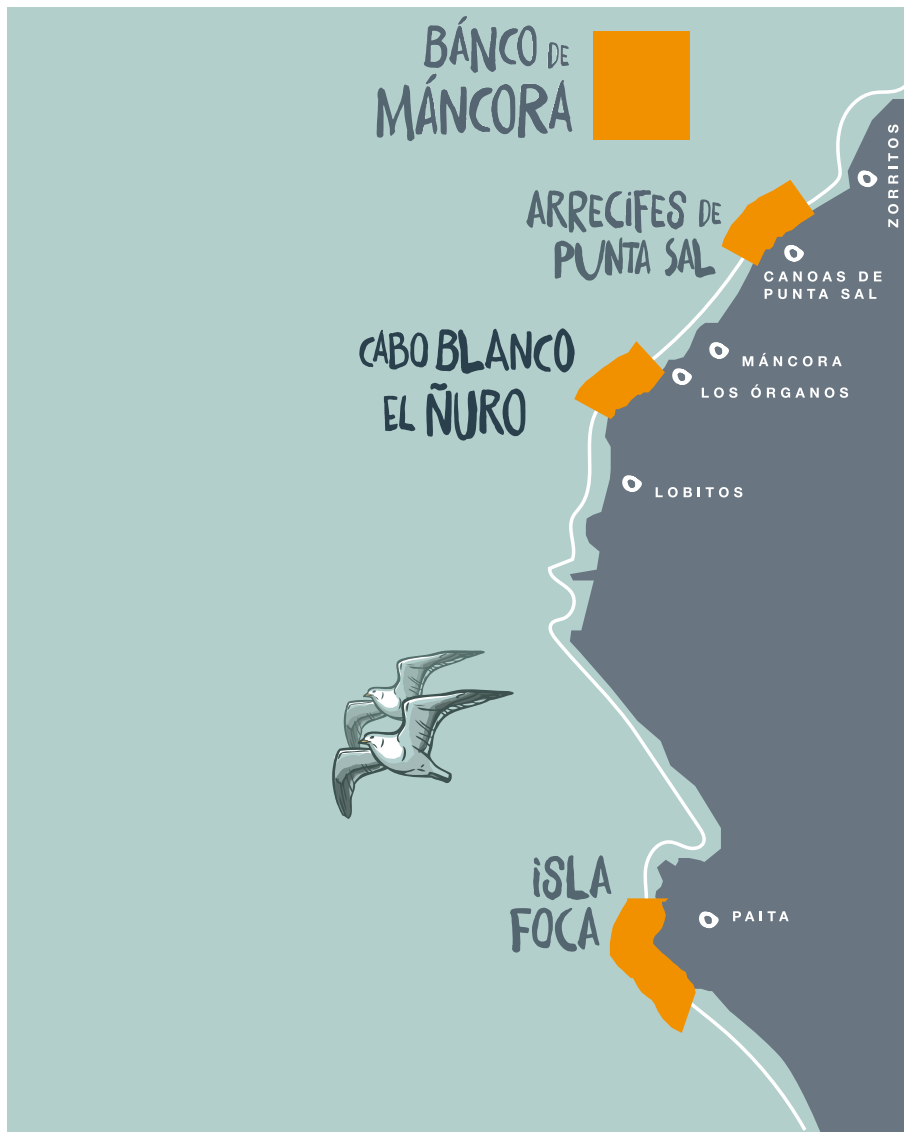 BÁNCO DE
MÁNCORA
ZORRITOS
ARRECiFES DE
PUNTA SAL
CANOAS DE
PUNTA SAL
CABO BLANCO
EL ÑURO
MÁNCORA
LOS ÓRGANOS
LOBITOS
iSLA
FOCA
PAITA